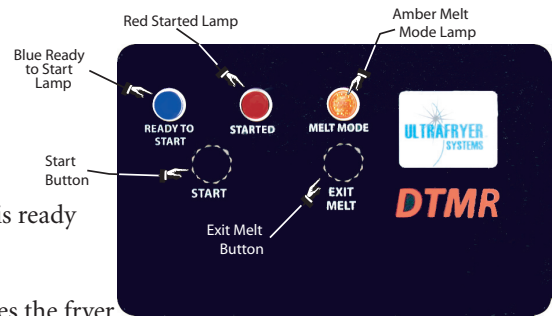 Red Started Lamp
Amber Melt
Mode Lamp
Blue Ready
to Start
Lamp
READY TO
START
STARTED
MELT MODE
ULTRAFRYER
SYSTEMS
Start
Button
START
EXIT
MELT
DTMR
is ready
Exit Melt
Button
es the fryer